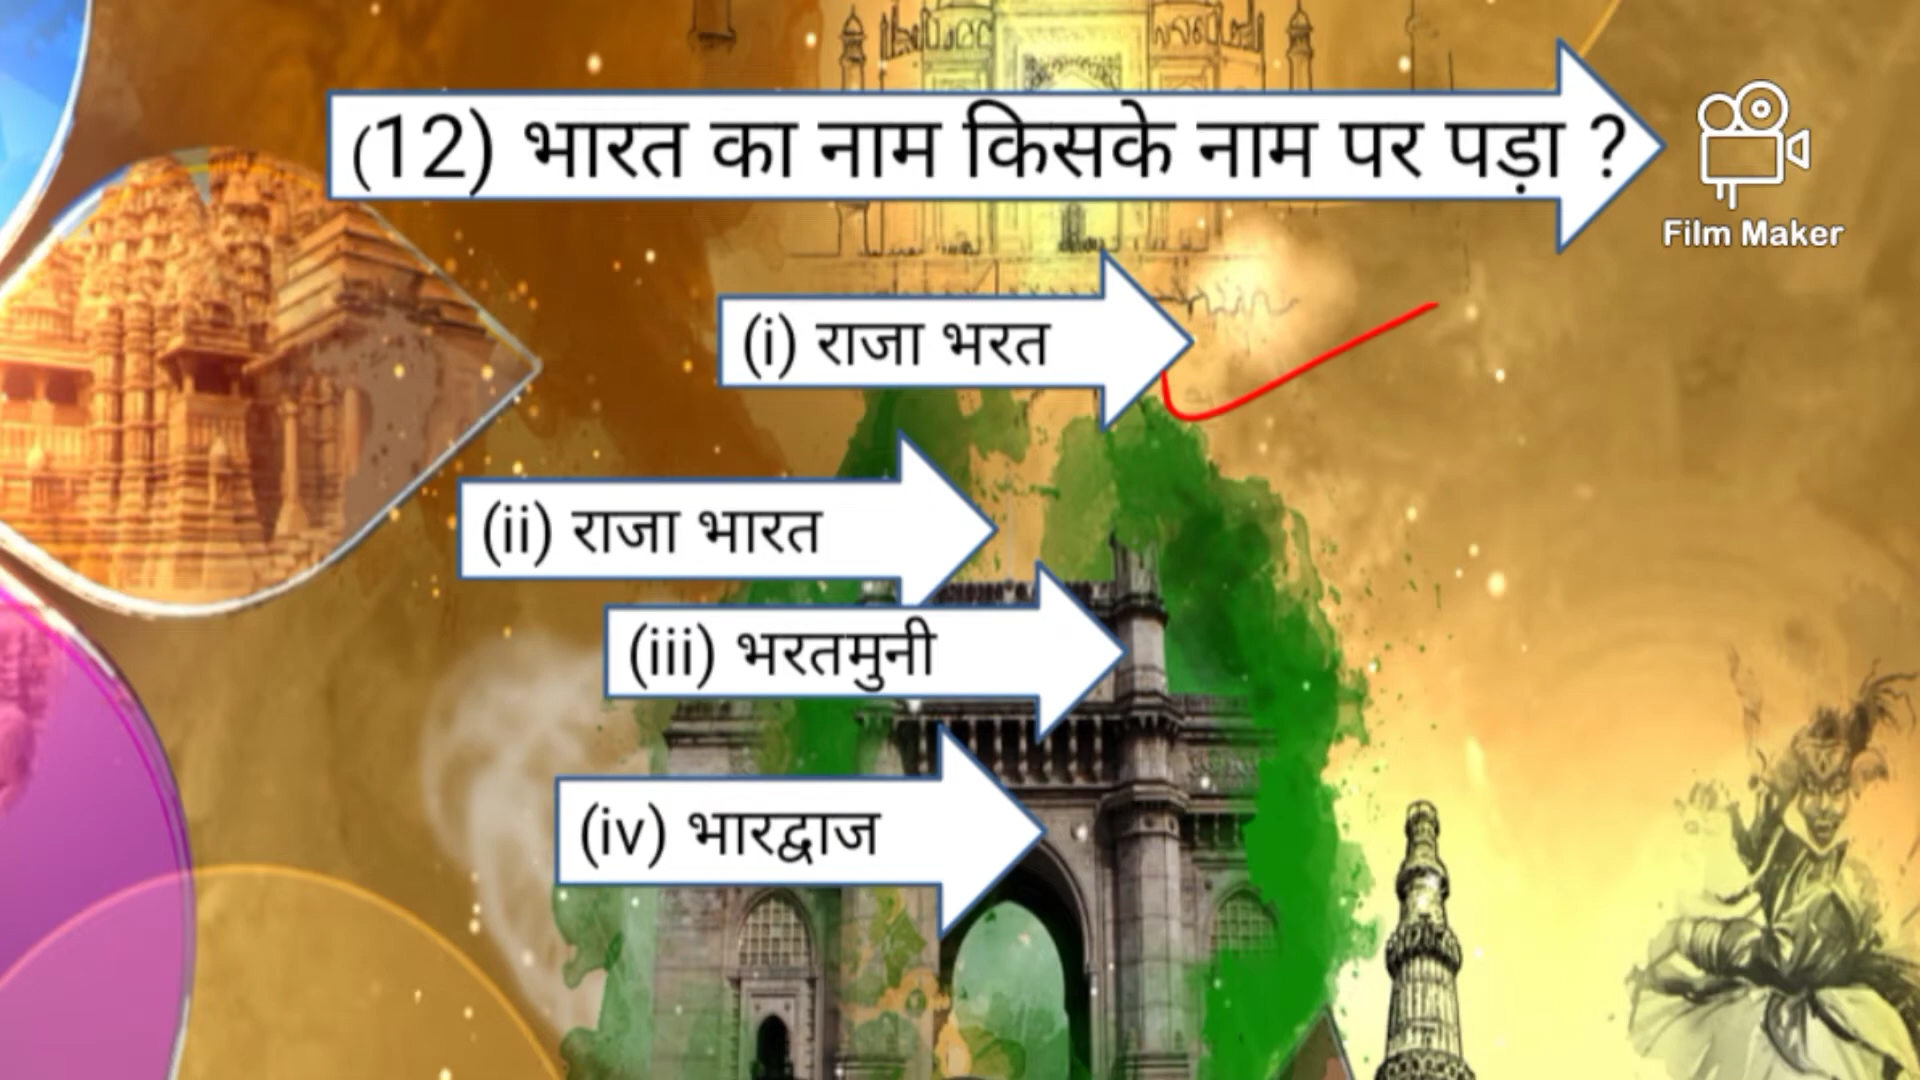 (12) भारत का नाम किसके नाम पर पड़ा ?
Film Maker
(i) राजा भरत
(ii) राजा भारत
(iii) भरतमुनी
(iv) भारद्वाज